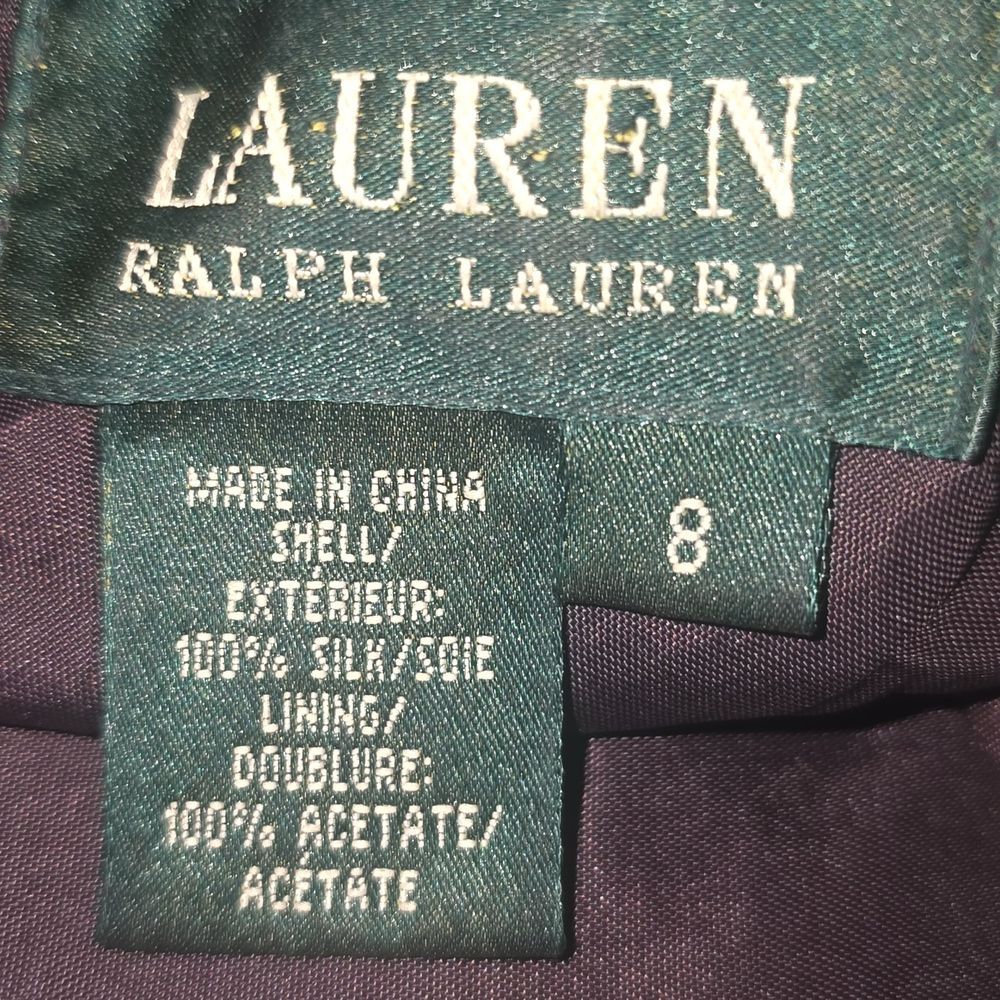 LAUREN
RALPH LAUREN
MADE IN CHINA
SHELL/
EXTÉRIEUR:
100% SILK/SOIE
LINING/
DOUBLURE:
100% ACETATE/
ACÉTATE
8